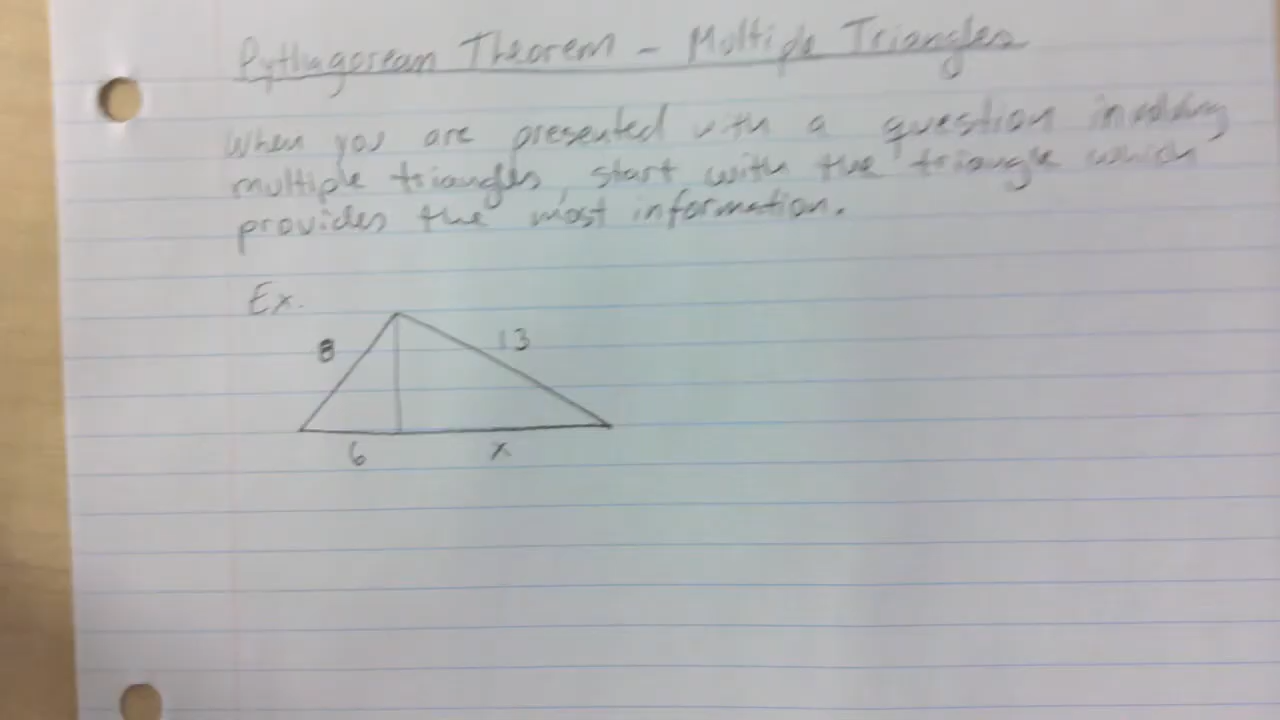 Pythagorean Theorem - Multiple Triangles
When you are presented with a question involving
multiple triangles, start with the triangle which
provides the most information.
Ex.
8 13
6 x